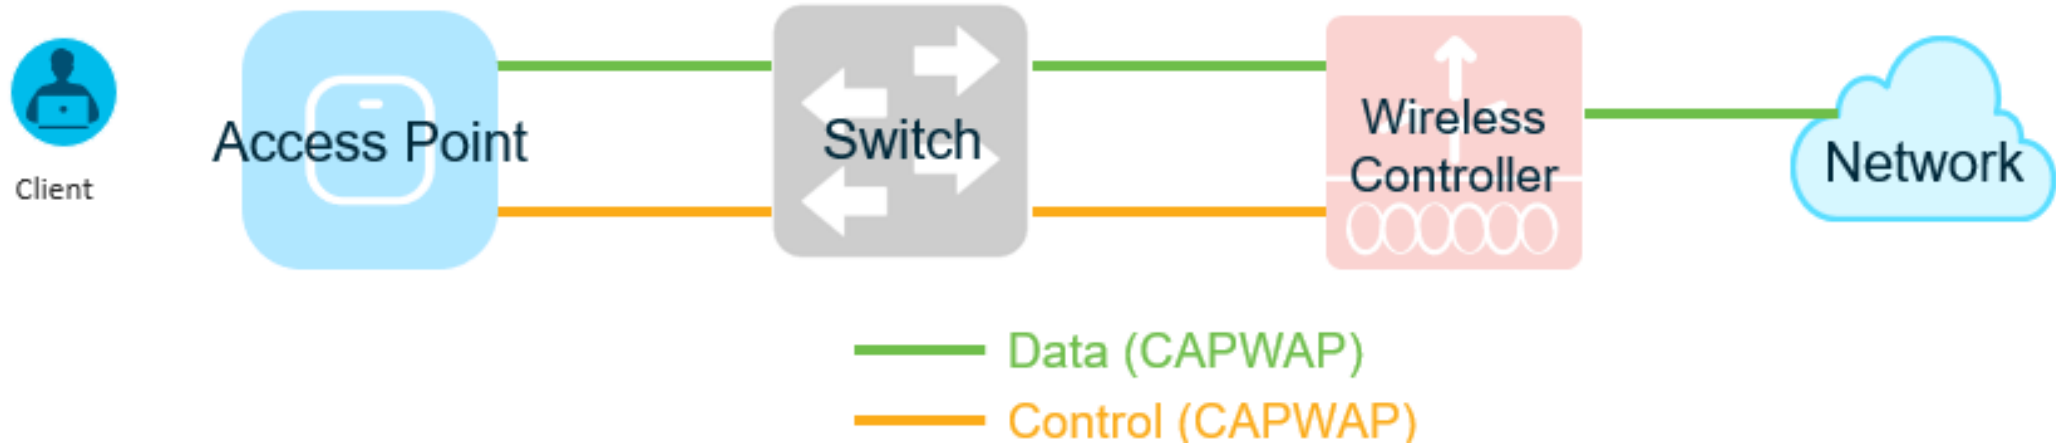 Client
Access Point
Switch
Wireless
Controller
Network
Data (CAPWAP)
Control (CAPWAP)